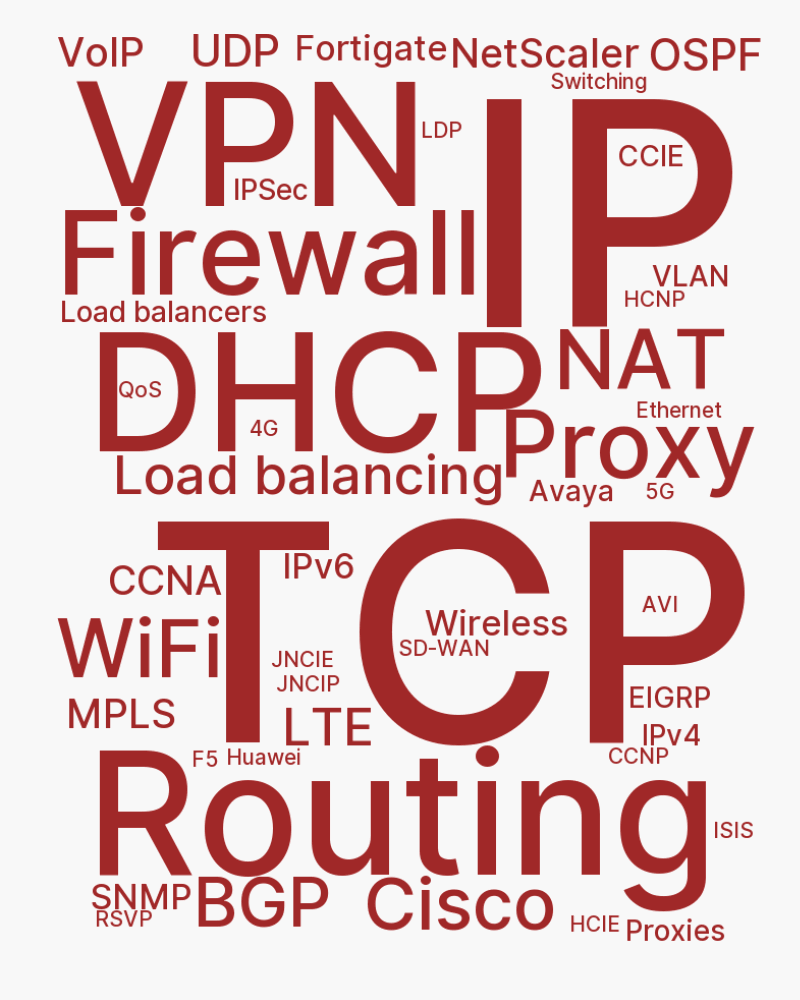 VoIP UDP Fortigate NetScaler OSPF
Switching
VPN IP
LDP
CCIE
IPSec
Firewall
VLAN
HCNP
Load balancers
DHCP NAT
QoS
Ethernet
4G
Proxy
Load balancing
Avaya 5G
TCP
IPv6
CCNA
AVI
Wireless
WiFi
SD-WAN
JNCIE
JNCIP
EIGRP
MPLS
LTE
IPv4
F5 Huawei
CCNP
Routing
ISIS
SNMP BGP Cisco
RSVP
HCIE Proxies